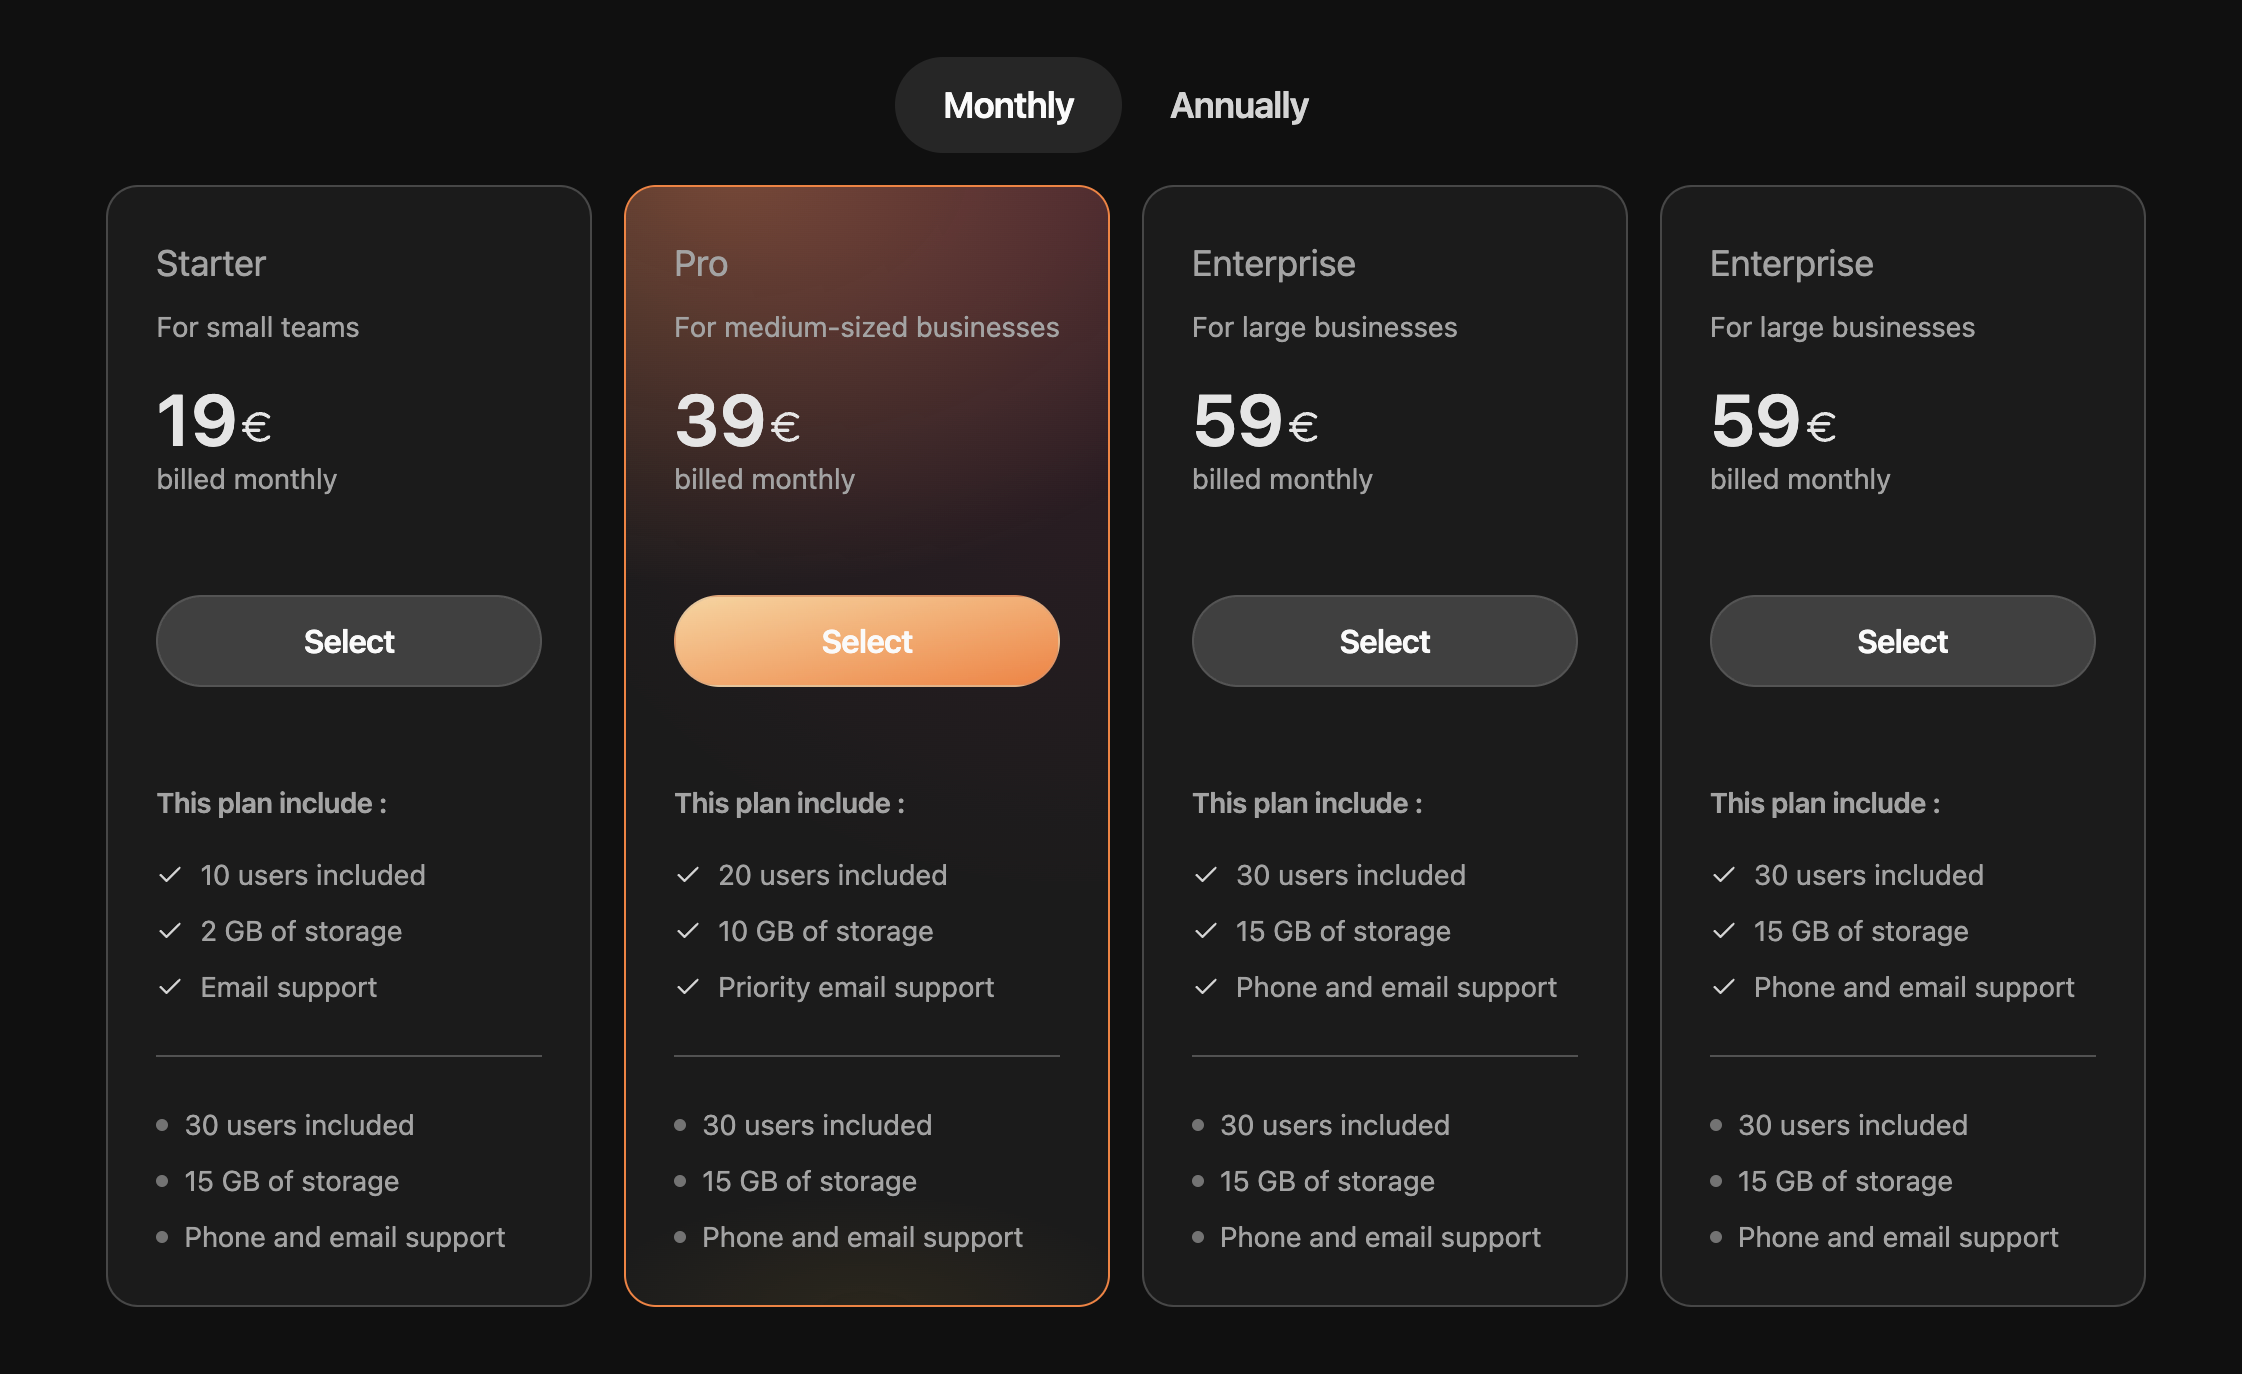 Monthly
Annually
Starter
For small teams
19€
billed monthly
Select
This plan include :
10 users included
2 GB of storage
Email support
30 users included
15 GB of storage
Phone and email support
Pro
For medium-sized businesses
39€
billed monthly
Select
This plan include :
20 users included
10 GB of storage
Priority email support
30 users included
15 GB of storage
Phone and email support
Enterprise
For large businesses
59€
billed monthly
Select
This plan include :
30 users included
15 GB of storage
Phone and email support
30 users included
15 GB of storage
Phone and email support
Enterprise
For large businesses
59€
billed monthly
Select
This plan include :
30 users included
15 GB of storage
Phone and email support
30 users included
15 GB of storage
Phone and email support